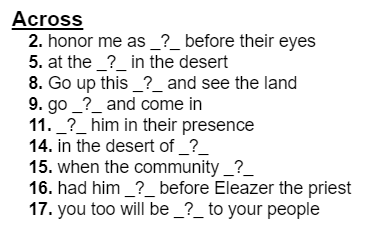 Across
2. honor me as _?_ before their eyes
5. at the _?_ in the desert
8. Go up this _?_ and see the land
9. go _?_ and come in
11. _?_ him in their presence
14. in the desert of _?_
15. when the community _?_
16. had him _?_ before Eleazer the priest
17. you too will be _?_ to your people